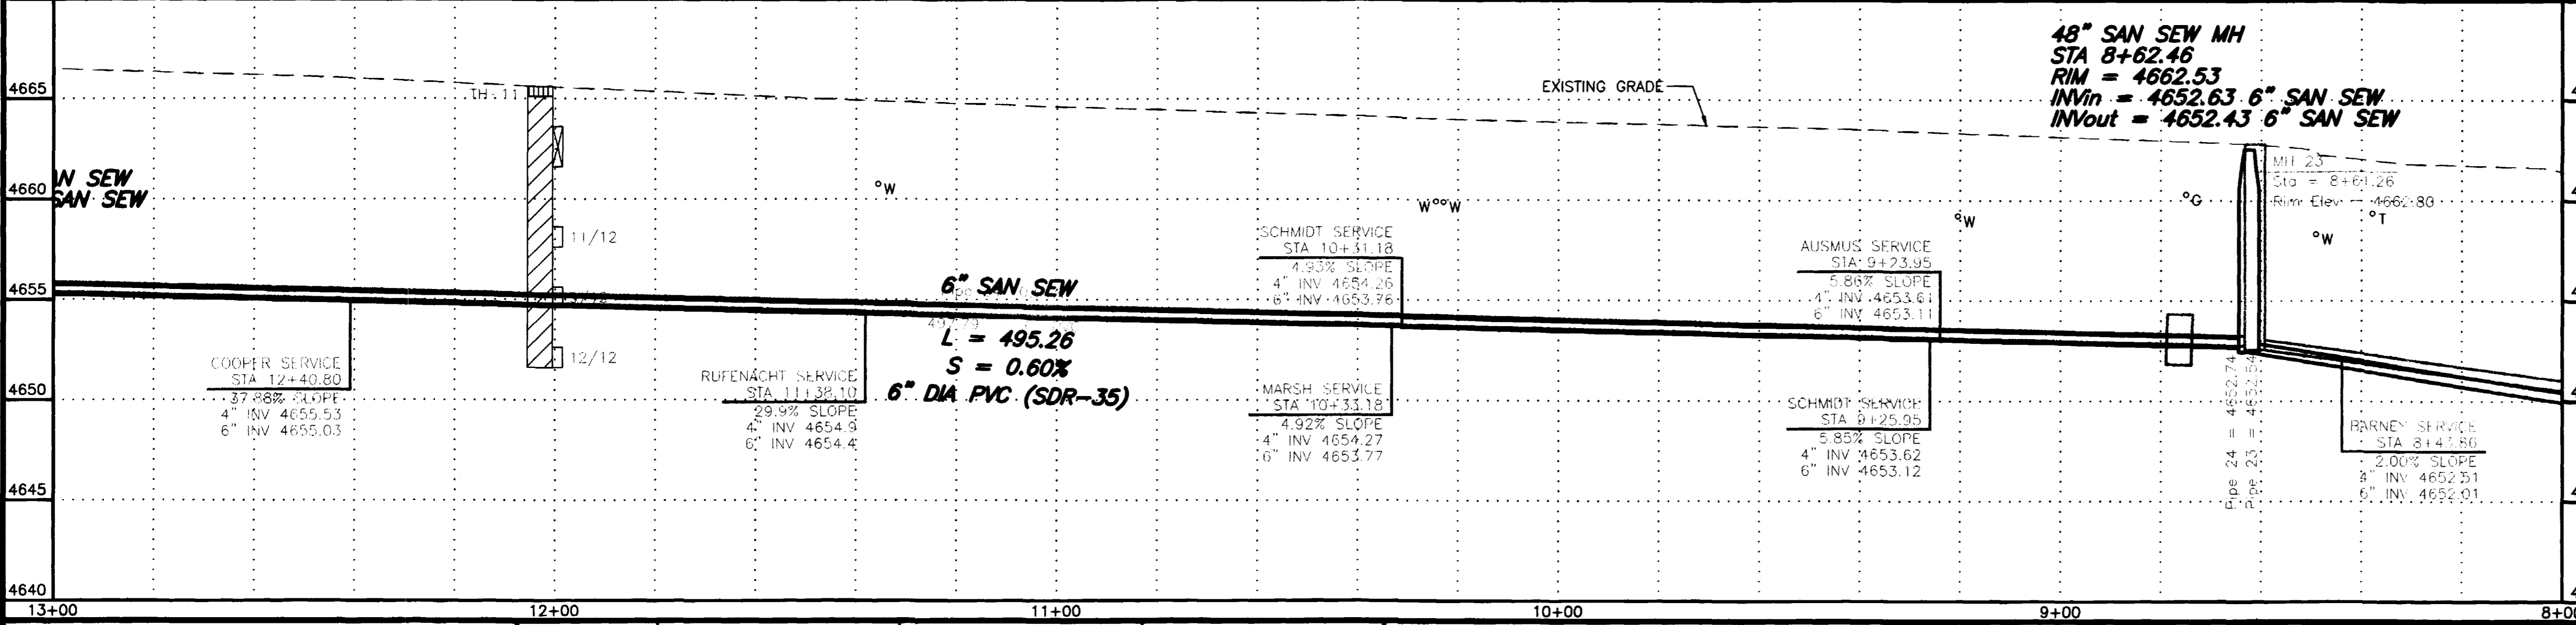 48" SAN SEW MH
STA 8+62.46
RIM = 4662.53
INVin = 4652.63 6" SAN SEW
INVout = 4652.43 6" SAN SEW
EXISTING GRADE
4665
TH-11
MH 23
Sta = 8+61.26
Rim Elev = 4662.80
4660
N SEW
SAN SEW
W
W W
W
G
T
W
11/12
SCHMIDT SERVICE
STA 10+31.18
4.93% SLOPE
4" INV 4654.26
6" INV 4653.76
AUSMUS SERVICE
STA 9+23.95
5.86% SLOPE
4" INV 4653.61
6" INV 4653.11
4655
6" SAN SEW
L = 495.26
S = 0.60%
6" DIA PVC (SDR-35)
12/12
COOPER SERVICE
STA 12+40.80
37.88% SLOPE
4" INV 4655.53
6" INV 4655.03
RUFENACHT SERVICE
STA 11+38.10
29.9% SLOPE
4" INV 4654.9
6" INV 4654.4
MARSH SERVICE
STA 10+33.18
4.92% SLOPE
4" INV 4654.27
6" INV 4653.77
SCHMIDT SERVICE
STA 9+25.95
5.85% SLOPE
4" INV 4653.62
6" INV 4653.12
Pipe 24 = 4652.74
Pipe 23 = 4652.54
BARNEY SERVICE
STA 8+43.86
2.00% SLOPE
4" INV 4652.51
6" INV 4652.01
4650
4645
4640
13+00
12+00
11+00
10+00
9+00
8+00